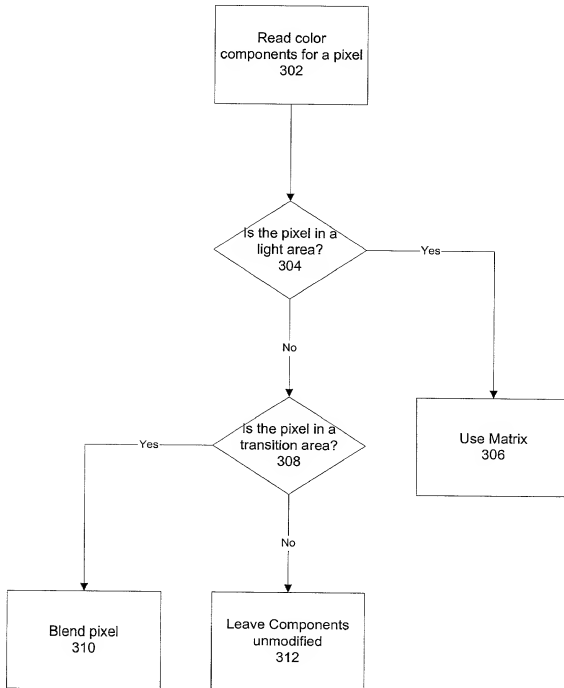 Read color
components for a pixel
302
Is the pixel in a
light area?
304
Yes
No
Is the pixel in a
transition area?
308
Yes
Use Matrix
306
No
Blend pixel
310
Leave Components
unmodified
312